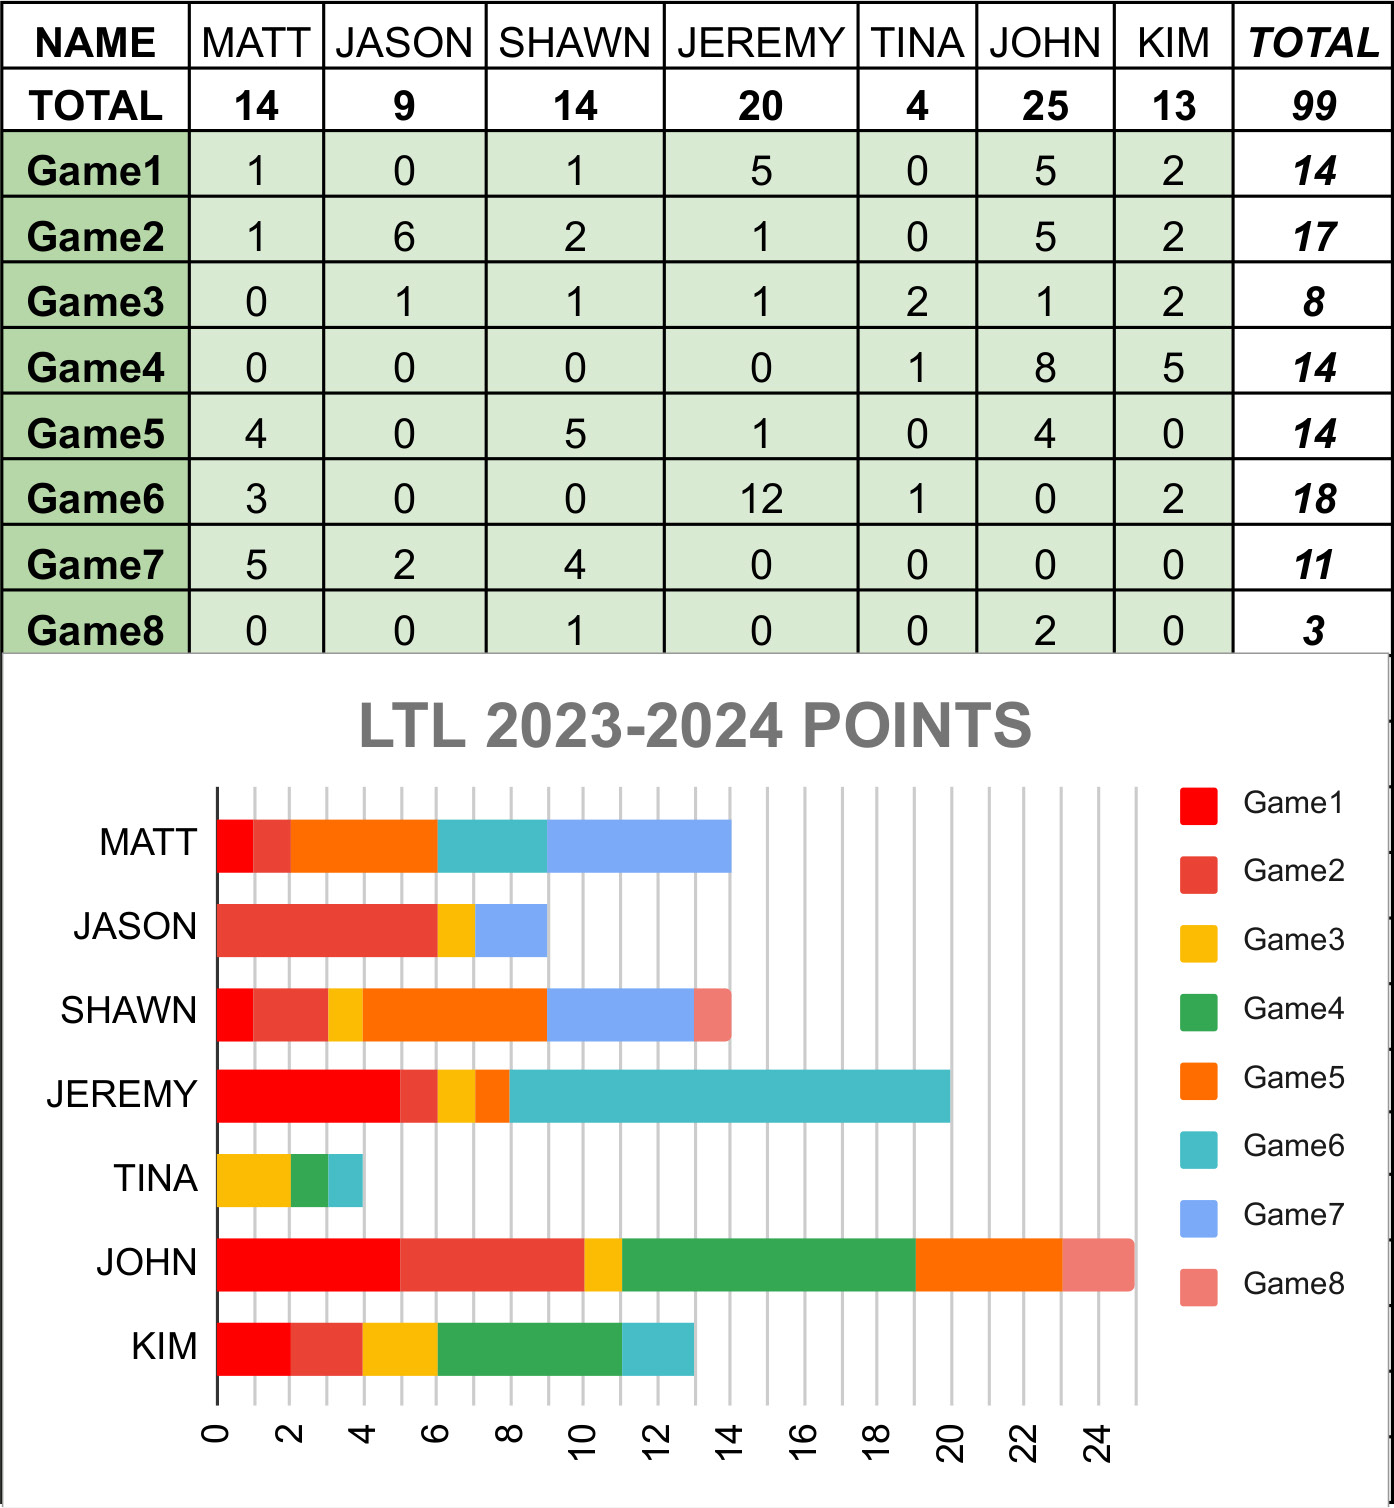 NAME MATT JASON SHAWN JEREMY TINA JOHN KIM TOTAL
TOTAL 14 9 14 20 4 25 13 99
Game1 1 0 1 5 0 5 2 14
Game2 1 6 2 1 0 5 2 17
Game3 0 1 1 1 2 1 2 8
Game4 0 0 0 0 1 8 5 14
Game5 4 0 5 1 0 4 0 14
Game6 3 0 0 12 1 0 2 18
Game7 5 2 4 0 0 0 0 11
Game8 0 0 1 0 0 2 0 3
LTL 2023-2024 POINTS
MATT
JASON
SHAWN
JEREMY
TINA
JOHN
KIM
0 2 4 6 8 10 12 14 16 18 20 22 24
Game1
Game2
Game3
Game4
Game5
Game6
Game7
Game8